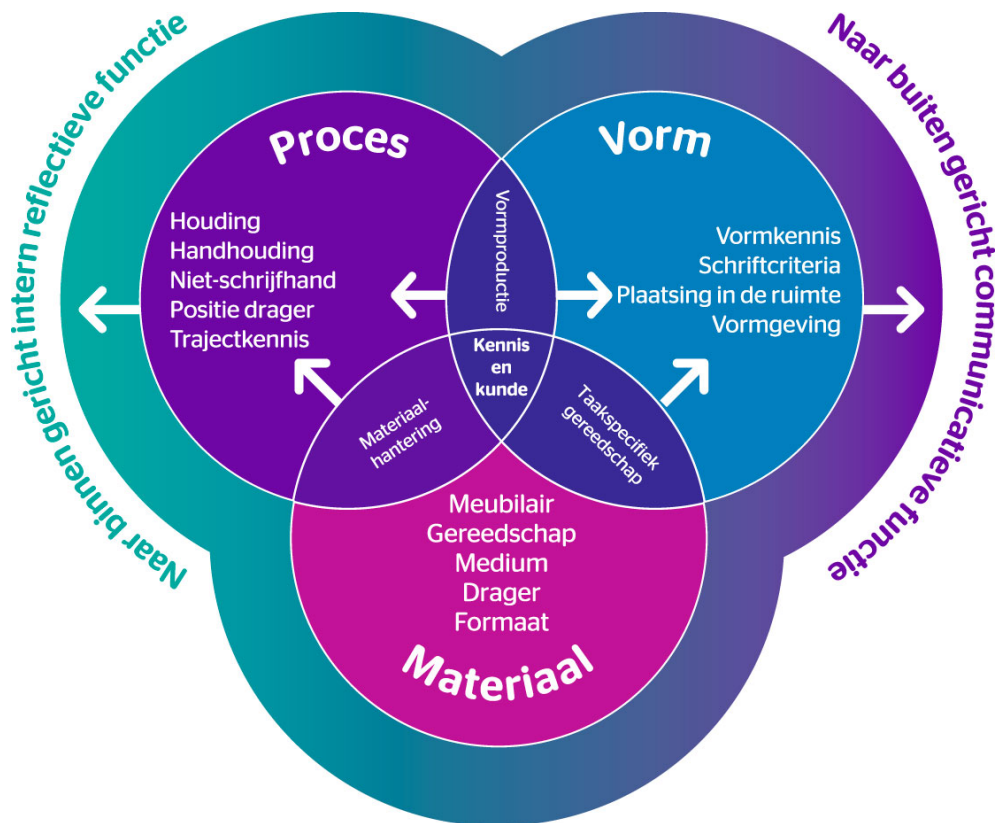 Naar binnen gericht intern reflectieve functie
Naar buiten gericht communicatieve functie
Proces
Houding
Handhouding
Niet-schrijfhand
Positie drager
Trajectkennis
Vorm
Vormkennis
Schriftcriteria
Plaatsing in de ruimte
Vormgeving
Vormproductie
Kennis
en
kunde
Materiaal-
hantering
Taakspecifiek
gereedschap
Meubilair
Gereedschap
Medium
Drager
Formaat
Materiaal